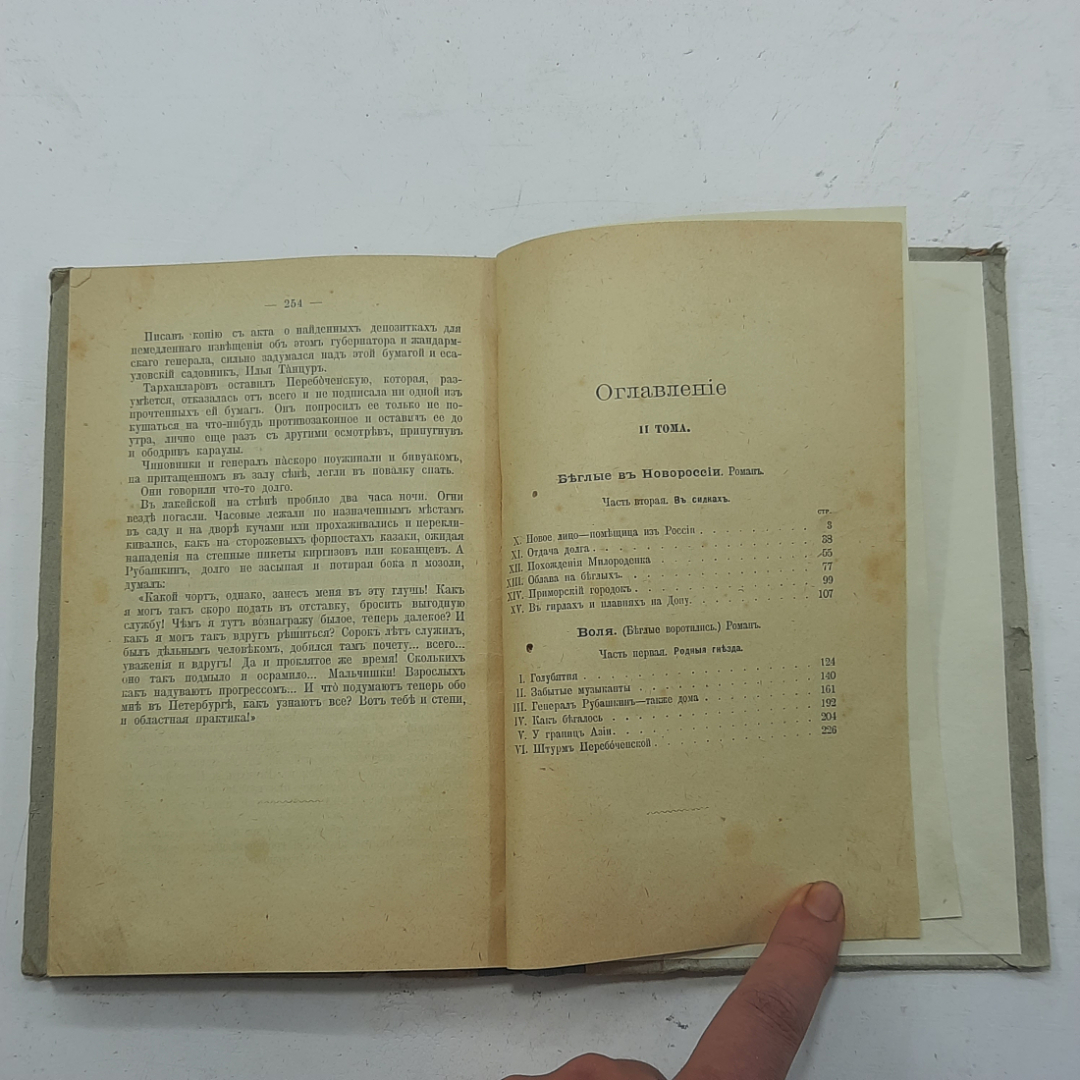 — 254 —
Писавъ копію съ акта о найденныхъ депозиткахъ для
немедленнаго извѣщенія объ этомъ губернатора и жандарм-
скаго генерала, сильно задумался надъ этой бумагой и еса-
уловскій садовникъ, Илья Та́нцуръ.
Тарханларовъ оставилъ Перебо́ченскую, которая, раз-
умѣется, отказалась отъ всего и не подписала ни одной изъ
прочтенныхъ ей бумагъ. Онъ попросилъ ее только не по-
кушаться на что-нибудь противозаконное и оставилъ ее до
утра, лично еще разъ съ другими осмотрѣвъ, припугнувъ
и ободривъ караулы.
Чиновники и генералъ наскоро поужинали и бивуакомъ,
на притащенномъ въ залу сѣнѣ, легли въ повалку спать.
Они говорили что-то долго.
Въ лакейской на стѣнѣ пробило два часа ночи. Огни
вездѣ погасли. Часовые лежали по назначеннымъ мѣстамъ
въ саду и на дворѣ кучами или прохаживались и перекли-
кивались, какъ на сторожевыхъ форпостахъ казаки, ожидая
нападенія на степные пикеты киргизовъ или коканцевъ. А
Рубашкинъ, долго не засыпая и потирая бока и мозоли,
думалъ:
«Какой чортъ, однако, занесъ меня въ эту глушь! Какъ
я могъ такъ скоро подать въ отставку, бросить выгодную
службу! Чѣмъ я тутъ вознагражу былое, теперь далекое? И
какъ я могъ такъ вдругъ рѣшиться? Сорокъ лѣтъ служилъ,
былъ дѣльнымъ человѣкомъ, добился тамъ почету... всего...
уваженія и вдругъ! Да и проклятое же время! Сколькихъ
оно такъ подмыло и осрамило... Мальчишки! Взрослыхъ
какъ надуваютъ прогрессомъ... И что подумаютъ теперь обо
мнѣ въ Петербургѣ, какъ узнаютъ все? Вотъ тебѣ и степи,
и областная практика!»
Оглавленіе
II ТОМА.
Бѣглые въ Новороссіи. Романъ.
Часть вторая. Въ силкахъ.
СТР.
X. Новое лицо—помѣщица изъ Россіи . . . . . . . . 3
XI. Отдача долга . . . . . . . . . . . . . . 38
XII. Похожденія Милороденка . . . . . . . . . . 55
XIII. Облава на бѣглыхъ. . . . . . . . . . . . 77
XIV. Приморскій городокъ . . . . . . . . . . . 99
XV. Въ гирлахъ и плавняхъ на Дону. . . . . . . . 107
Воля. (Бѣглые воротились.) Романъ.
Часть первая. Родныя гнѣзда.
I. Голубятня . . . . . . . . . . . . . . . 124
II. Забытые музыканты . . . . . . . . . . . 140
III. Генералъ Рубашкинъ—также дома . . . . . . . 161
IV. Какъ бѣгалось . . . . . . . . . . . . . 192
V. У границъ Азіи. . . . . . . . . . . . . 204
VI. Штурмъ Перебо́ченской . . . . . . . . . . 226